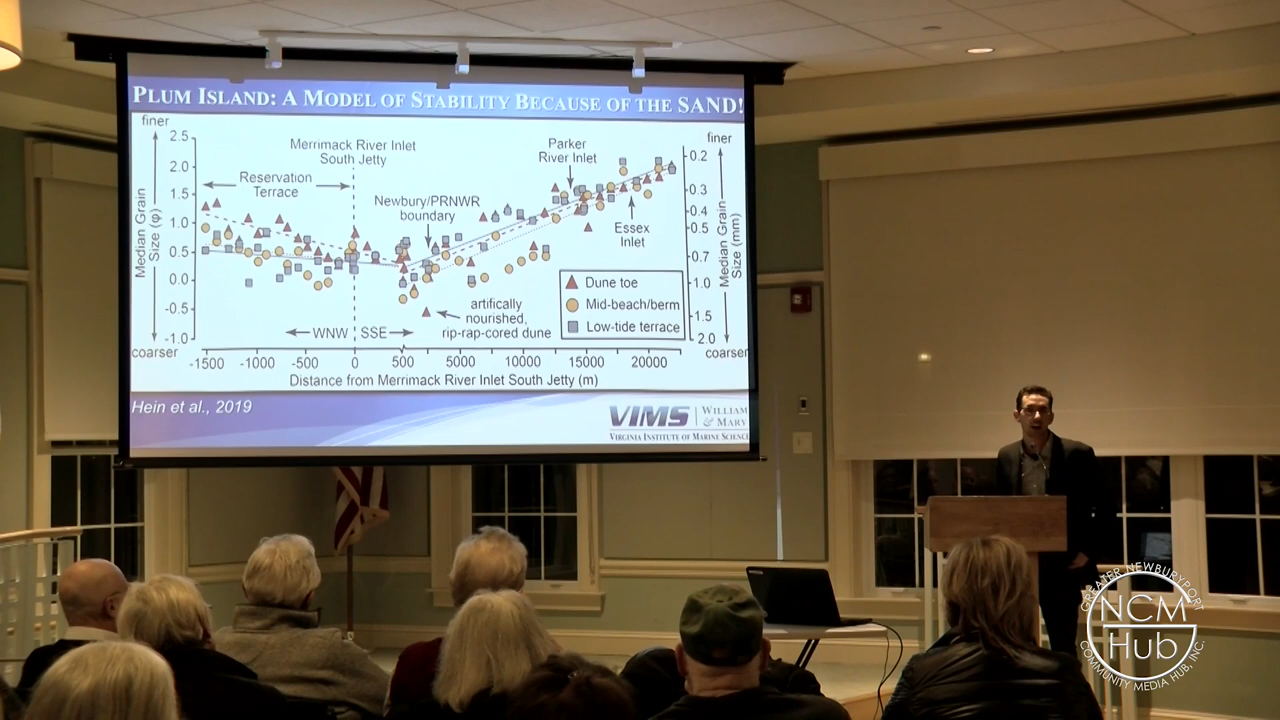 PLUM ISLAND: A MODEL OF STABILITY BECAUSE OF THE SAND!
finer
2.5
2.0
1.5
1.0
0.5
0.0
-0.5
-1.0
coarser
Median Grain
Size (φ)
Merrimack River Inlet
South Jetty
Reservation
Terrace
Newbury/PRNWR
boundary
Parker
River Inlet
Essex
Inlet
artifically
nourished,
rip-rap-cored dune
WNW
SSE
Dune toe
Mid-beach/berm
Low-tide terrace
finer
0.2
0.3
0.4
0.5
0.7
1.0
1.5
2.0
coarser
Median Grain
Size (mm)
-1500 -1000 -500 0 500 5000 10000 15000 20000
Distance from Merrimack River Inlet South Jetty (m)
Hein et al., 2019
VIMS
WILLIAM
& MARY
VIRGINIA INSTITUTE OF MARINE SCIENC
GREATER NEWBURYPORT
NCM
Hub
COMMUNITY MEDIA HUB, INC.